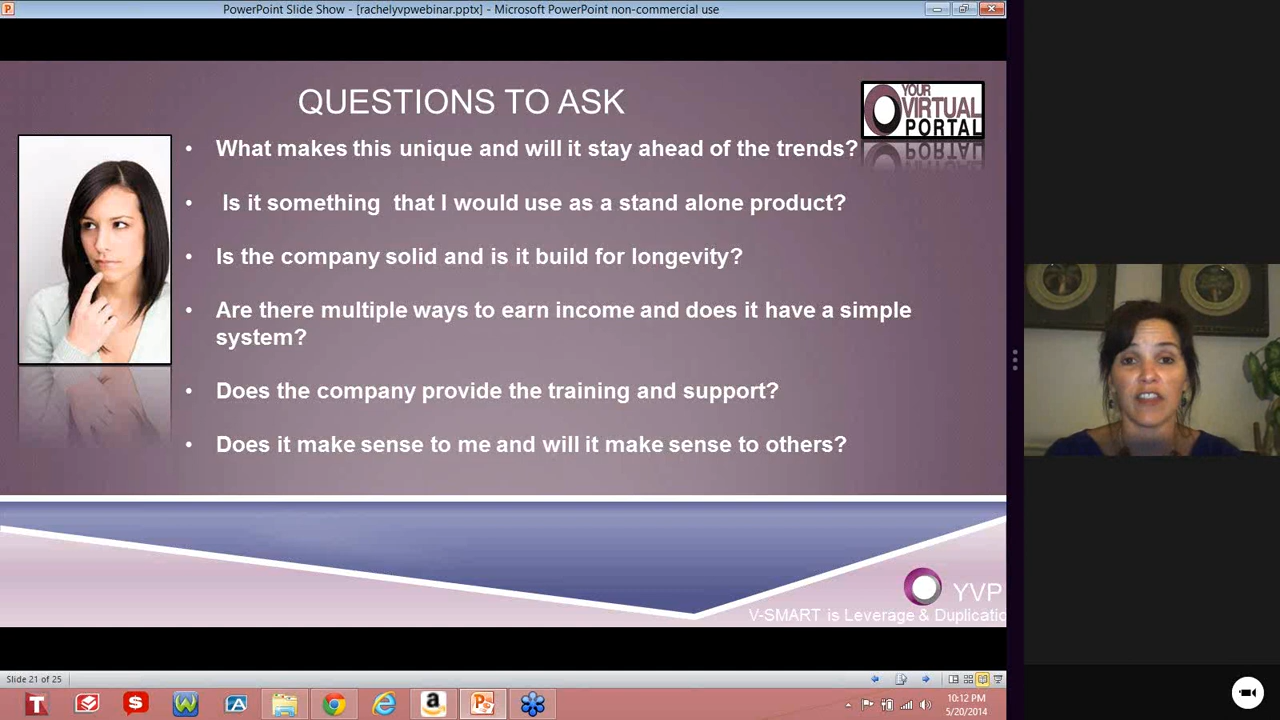 PowerPoint Slide Show - [rachelyvpwebinar.pptx] - Microsoft PowerPoint non-commercial use
QUESTIONS TO ASK
YOUR
VIRTUAL
PORTAL
PORTAL
• What makes this unique and will it stay ahead of the trends?
• Is it something that I would use as a stand alone product?
• Is the company solid and is it build for longevity?
• Are there multiple ways to earn income and does it have a simple
system?
• Does the company provide the training and support?
• Does it make sense to me and will it make sense to others?
YVP
V-SMART is Leverage & Duplicatio
Slide 21 of 25
T
$
W
A
a
P
10:12 PM
5/20/2014